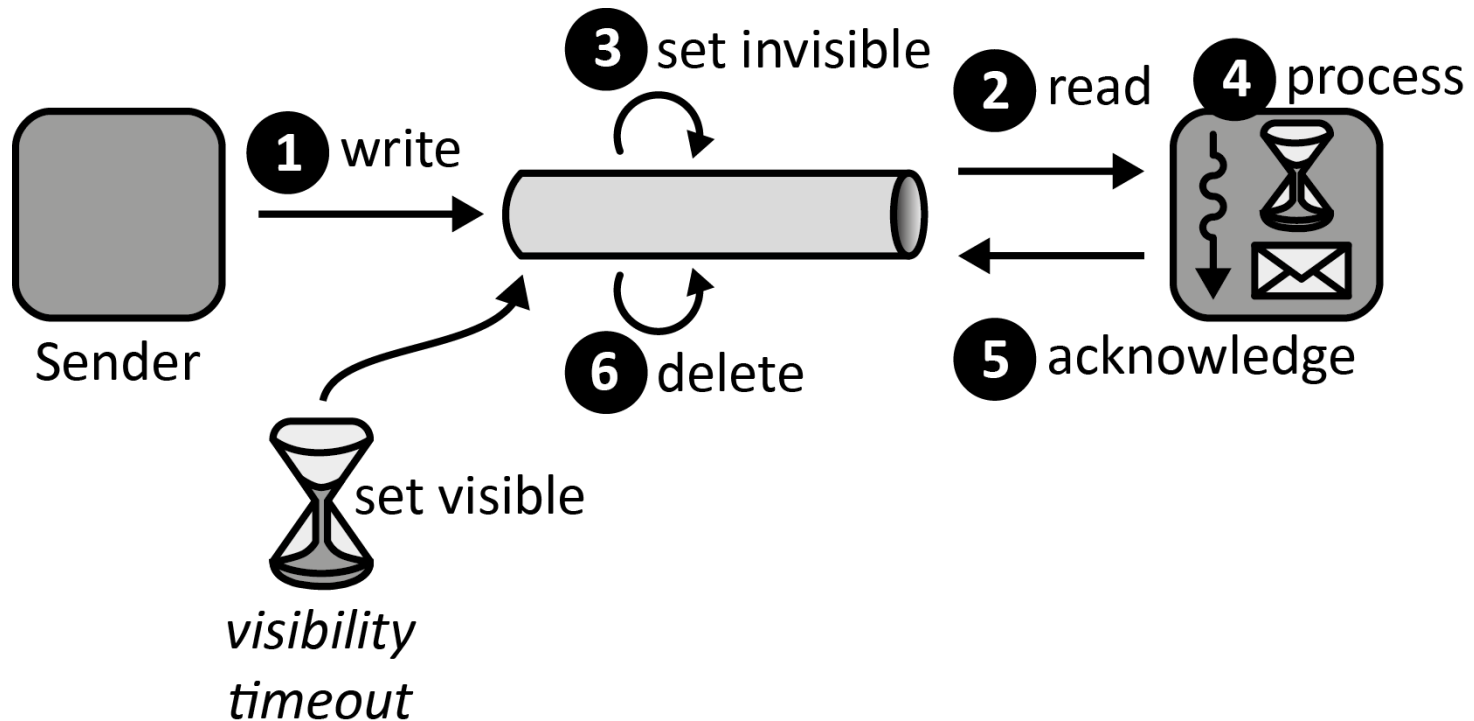 3 set invisible
2 read
4 process
1 write
Sender
6 delete
5 acknowledge
set visible
visibility
timeout